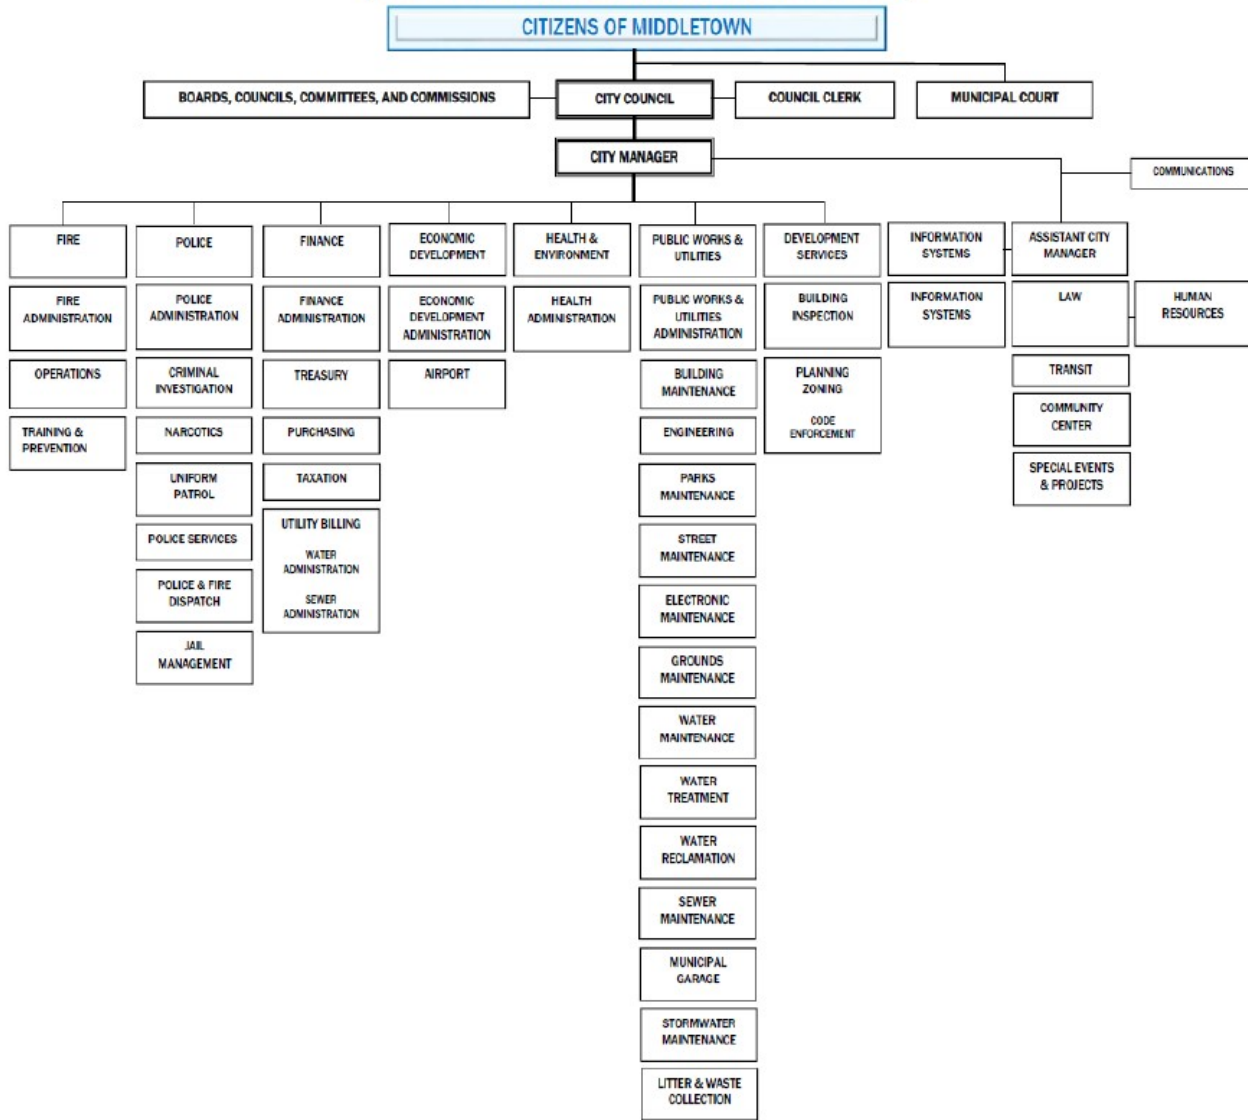 CITIZENS OF MIDDLETOWN
BOARDS, COUNCILS, COMMITTEES, AND COMMISSIONS
CITY COUNCIL
COUNCIL CLERK
MUNICIPAL COURT
CITY MANAGER
COMMUNICATIONS
FIRE
FIRE
ADMINISTRATION
OPERATIONS
TRAINING &
PREVENTION
POLICE
POLICE
ADMINISTRATION
CRIMINAL
INVESTIGATION
NARCOTICS
UNIFORM
PATROL
POLICE SERVICES
POLICE & FIRE
DISPATCH
JAIL
MANAGEMENT
FINANCE
FINANCE
ADMINISTRATION
TREASURY
PURCHASING
TAXATION
UTILITY BILLING
WATER
ADMINISTRATION
SEWER
ADMINISTRATION
ECONOMIC
DEVELOPMENT
ECONOMIC
DEVELOPMENT
ADMINISTRATION
AIRPORT
HEALTH &
ENVIRONMENT
HEALTH
ADMINISTRATION
PUBLIC WORKS &
UTILITIES
PUBLIC WORKS &
UTILITIES
ADMINISTRATION
BUILDING
MAINTENANCE
ENGINEERING
PARKS
MAINTENANCE
STREET
MAINTENANCE
ELECTRONIC
MAINTENANCE
GROUNDS
MAINTENANCE
WATER
MAINTENANCE
WATER
TREATMENT
WATER
RECLAMATION
SEWER
MAINTENANCE
MUNICIPAL
GARAGE
STORMWATER
MAINTENANCE
LITTER & WASTE
COLLECTION
DEVELOPMENT
SERVICES
BUILDING
INSPECTION
PLANNING
ZONING
CODE
ENFORCEMENT
INFORMATION
SYSTEMS
INFORMATION
SYSTEMS
ASSISTANT CITY
MANAGER
LAW
HUMAN
RESOURCES
TRANSIT
COMMUNITY
CENTER
SPECIAL EVENTS
& PROJECTS